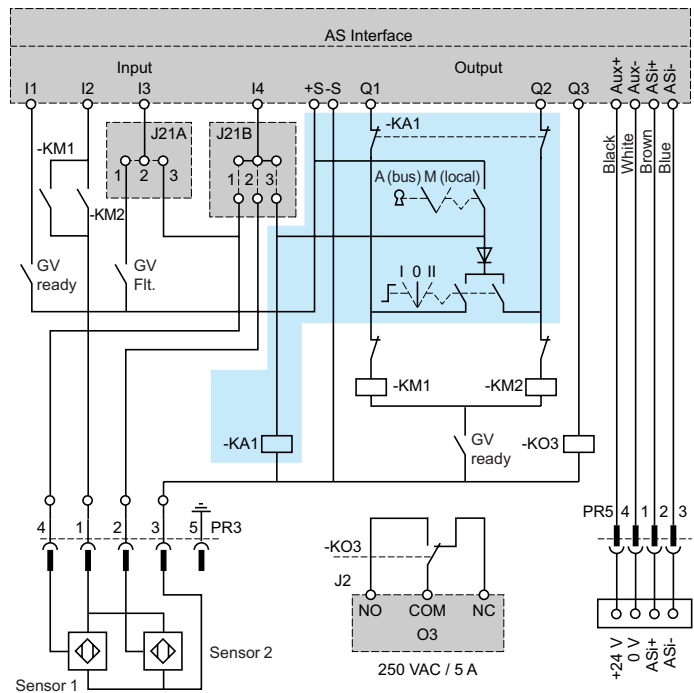 AS Interface
Input
Output
I1 I2 I3 I4 +S -S Q1 Q2 Q3 Aux+ Aux- ASi+ ASi-
-KM1
J21A
J21B
-KA1
Black
White
Brown
Blue
1 2 3
1 2 3
A (bus) M (local)
-KM2
GV
ready
GV
Flt.
I 0 II
-KM1
-KM2
-KA1
GV
ready
-KO3
4 1 2 3 5 PR3
PR5 4 1 2 3
-KO3
J2
NO COM NC
O3
250 VAC / 5 A
Sensor 1
Sensor 2
+24 V
0 V
ASi+
ASi-